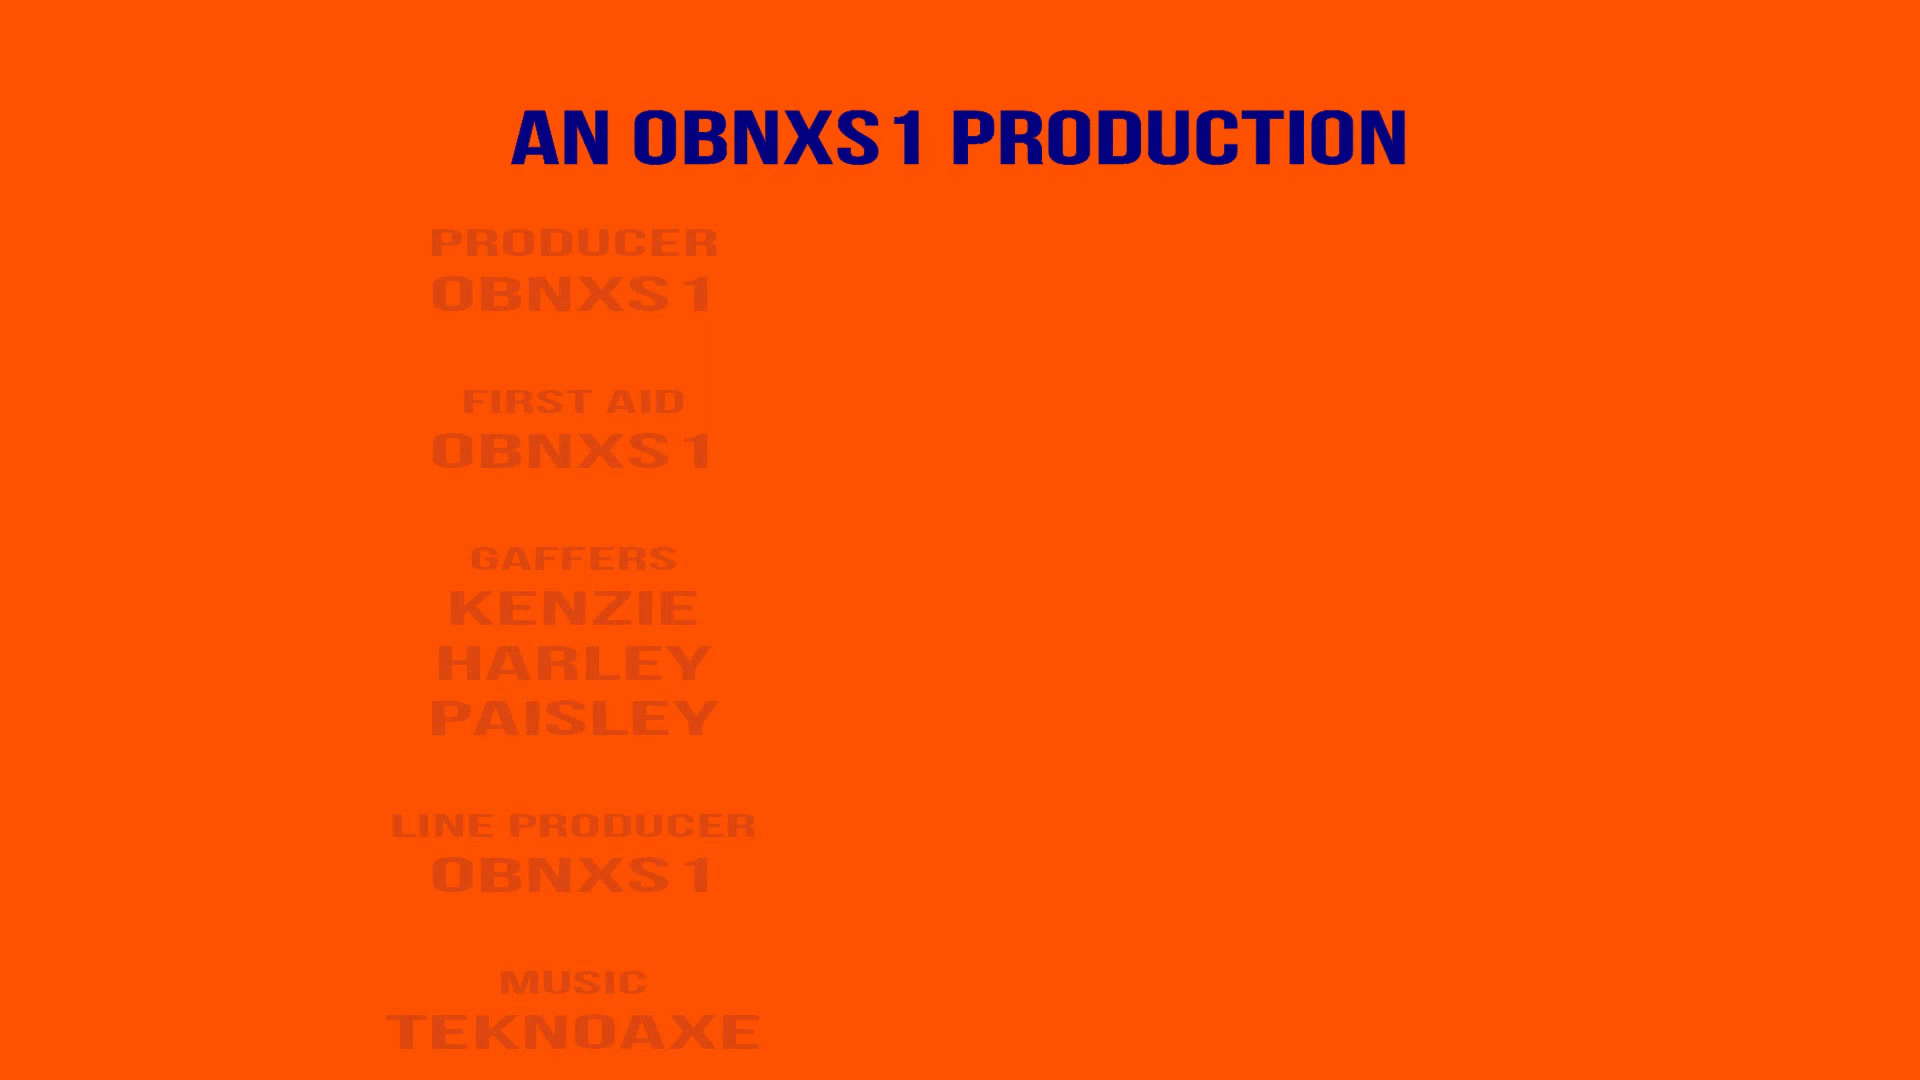 AN OBNXS1 PRODUCTION
PRODUCER
OBNXS1
FIRST AID
OBNXS1
GAFFERS
KENZIE
HARLEY
PAISLEY
LINE PRODUCER
OBNXS1
MUSIC
TEKNOAXE